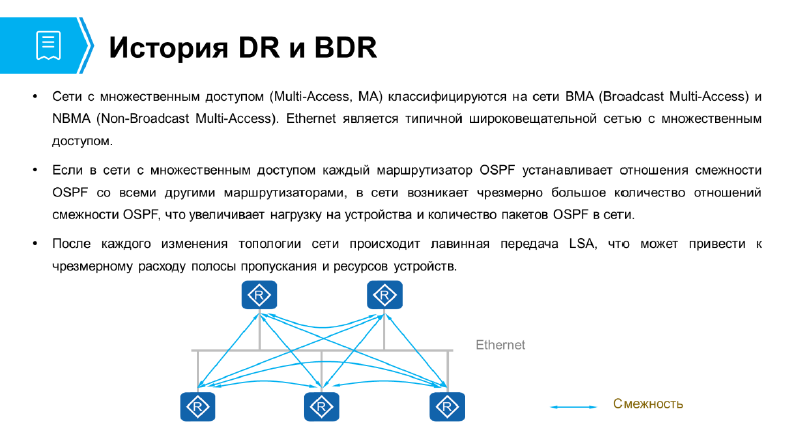 История DR и BDR
• Сети с множественным доступом (Multi-Access, MA) классифицируются на сети BMA (Broadcast Multi-Access) и
NBMA (Non-Broadcast Multi-Access). Ethernet является типичной широковещательной сетью с множественным
доступом.
• Если в сети с множественным доступом каждый маршрутизатор OSPF устанавливает отношения смежности
OSPF со всеми другими маршрутизаторами, в сети возникает чрезмерно большое количество отношений
смежности OSPF, что увеличивает нагрузку на устройства и количество пакетов OSPF в сети.
• После каждого изменения топологии сети происходит лавинная передача LSA, что может привести к
чрезмерному расходу полосы пропускания и ресурсов устройств.
R R
Ethernet
R R R
Смежность